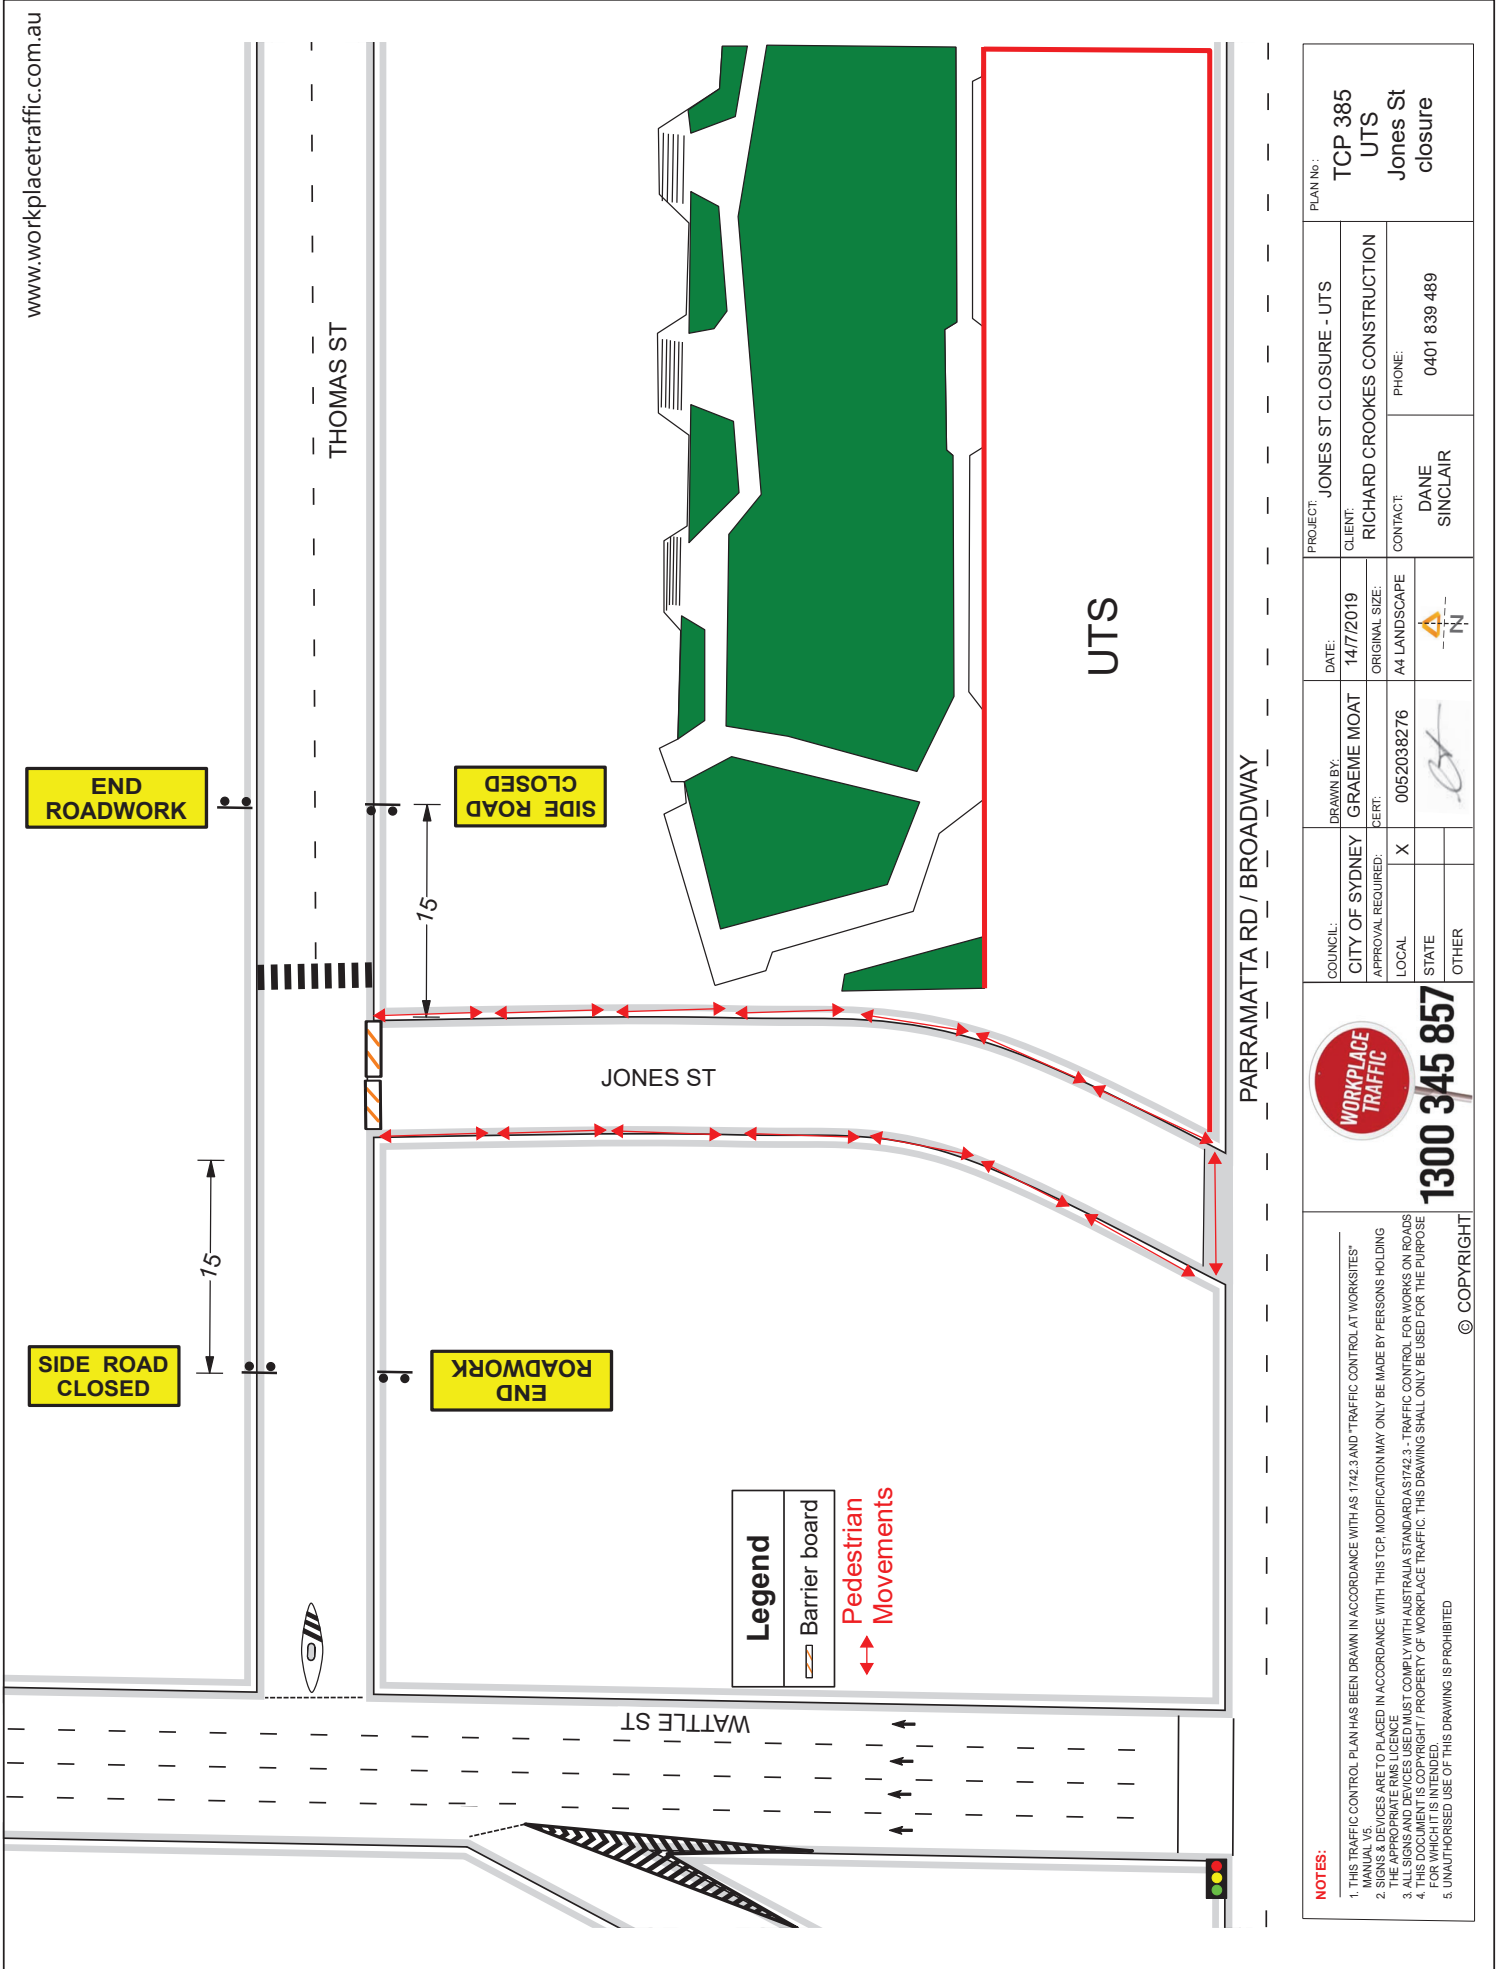 www.workplacetraffic.com.au
THOMAS ST
END
ROADWORK
SIDE ROAD
CLOSED
15
15
SIDE ROAD
CLOSED
END
ROADWORK
JONES ST
UTS
PARRAMATTA RD / BROADWAY
WATTLE ST
Legend
Barrier board
Pedestrian
Movements
NOTES:
1. THIS TRAFFIC CONTROL PLAN HAS BEEN DRAWN IN ACCORDANCE WITH AS 1742.3 AND "TRAFFIC CONTROL AT WORKSITES"
MANUAL V5.
2. SIGNS & DEVICES ARE TO PLACED IN ACCORDANCE WITH THIS TCP, MODIFICATION MAY ONLY BE MADE BY PERSONS HOLDING
THE APPROPRIATE RMS LICENCE
3. ALL SIGNS AND DEVICES USED MUST COMPLY WITH AUSTRALIA STANDARD AS1742.3 - TRAFFIC CONTROL FOR WORKS ON ROADS
4. THIS DOCUMENT IS COPYRIGHT / PROPERTY OF WORKPLACE TRAFFIC. THIS DRAWING SHALL ONLY BE USED FOR THE PURPOSE
FOR WHICH IT IS INTENDED.
5. UNAUTHORISED USE OF THIS DRAWING IS PROHIBITED
© COPYRIGHT
WORKPLACE
TRAFFIC
1300 345 857
COUNCIL:
CITY OF SYDNEY
APPROVAL REQUIRED:
LOCAL X
STATE
OTHER
DRAWN BY:
GRAEME MOAT
CERT:
0052038276
DATE:
14/7/2019
ORIGINAL SIZE:
A4 LANDSCAPE
N
PROJECT:
JONES ST CLOSURE - UTS
CLIENT:
RICHARD CROOKES CONSTRUCTION
CONTACT:
DANE
SINCLAIR
PHONE:
0401 839 489
PLAN No :
TCP 385
UTS
Jones St
closure